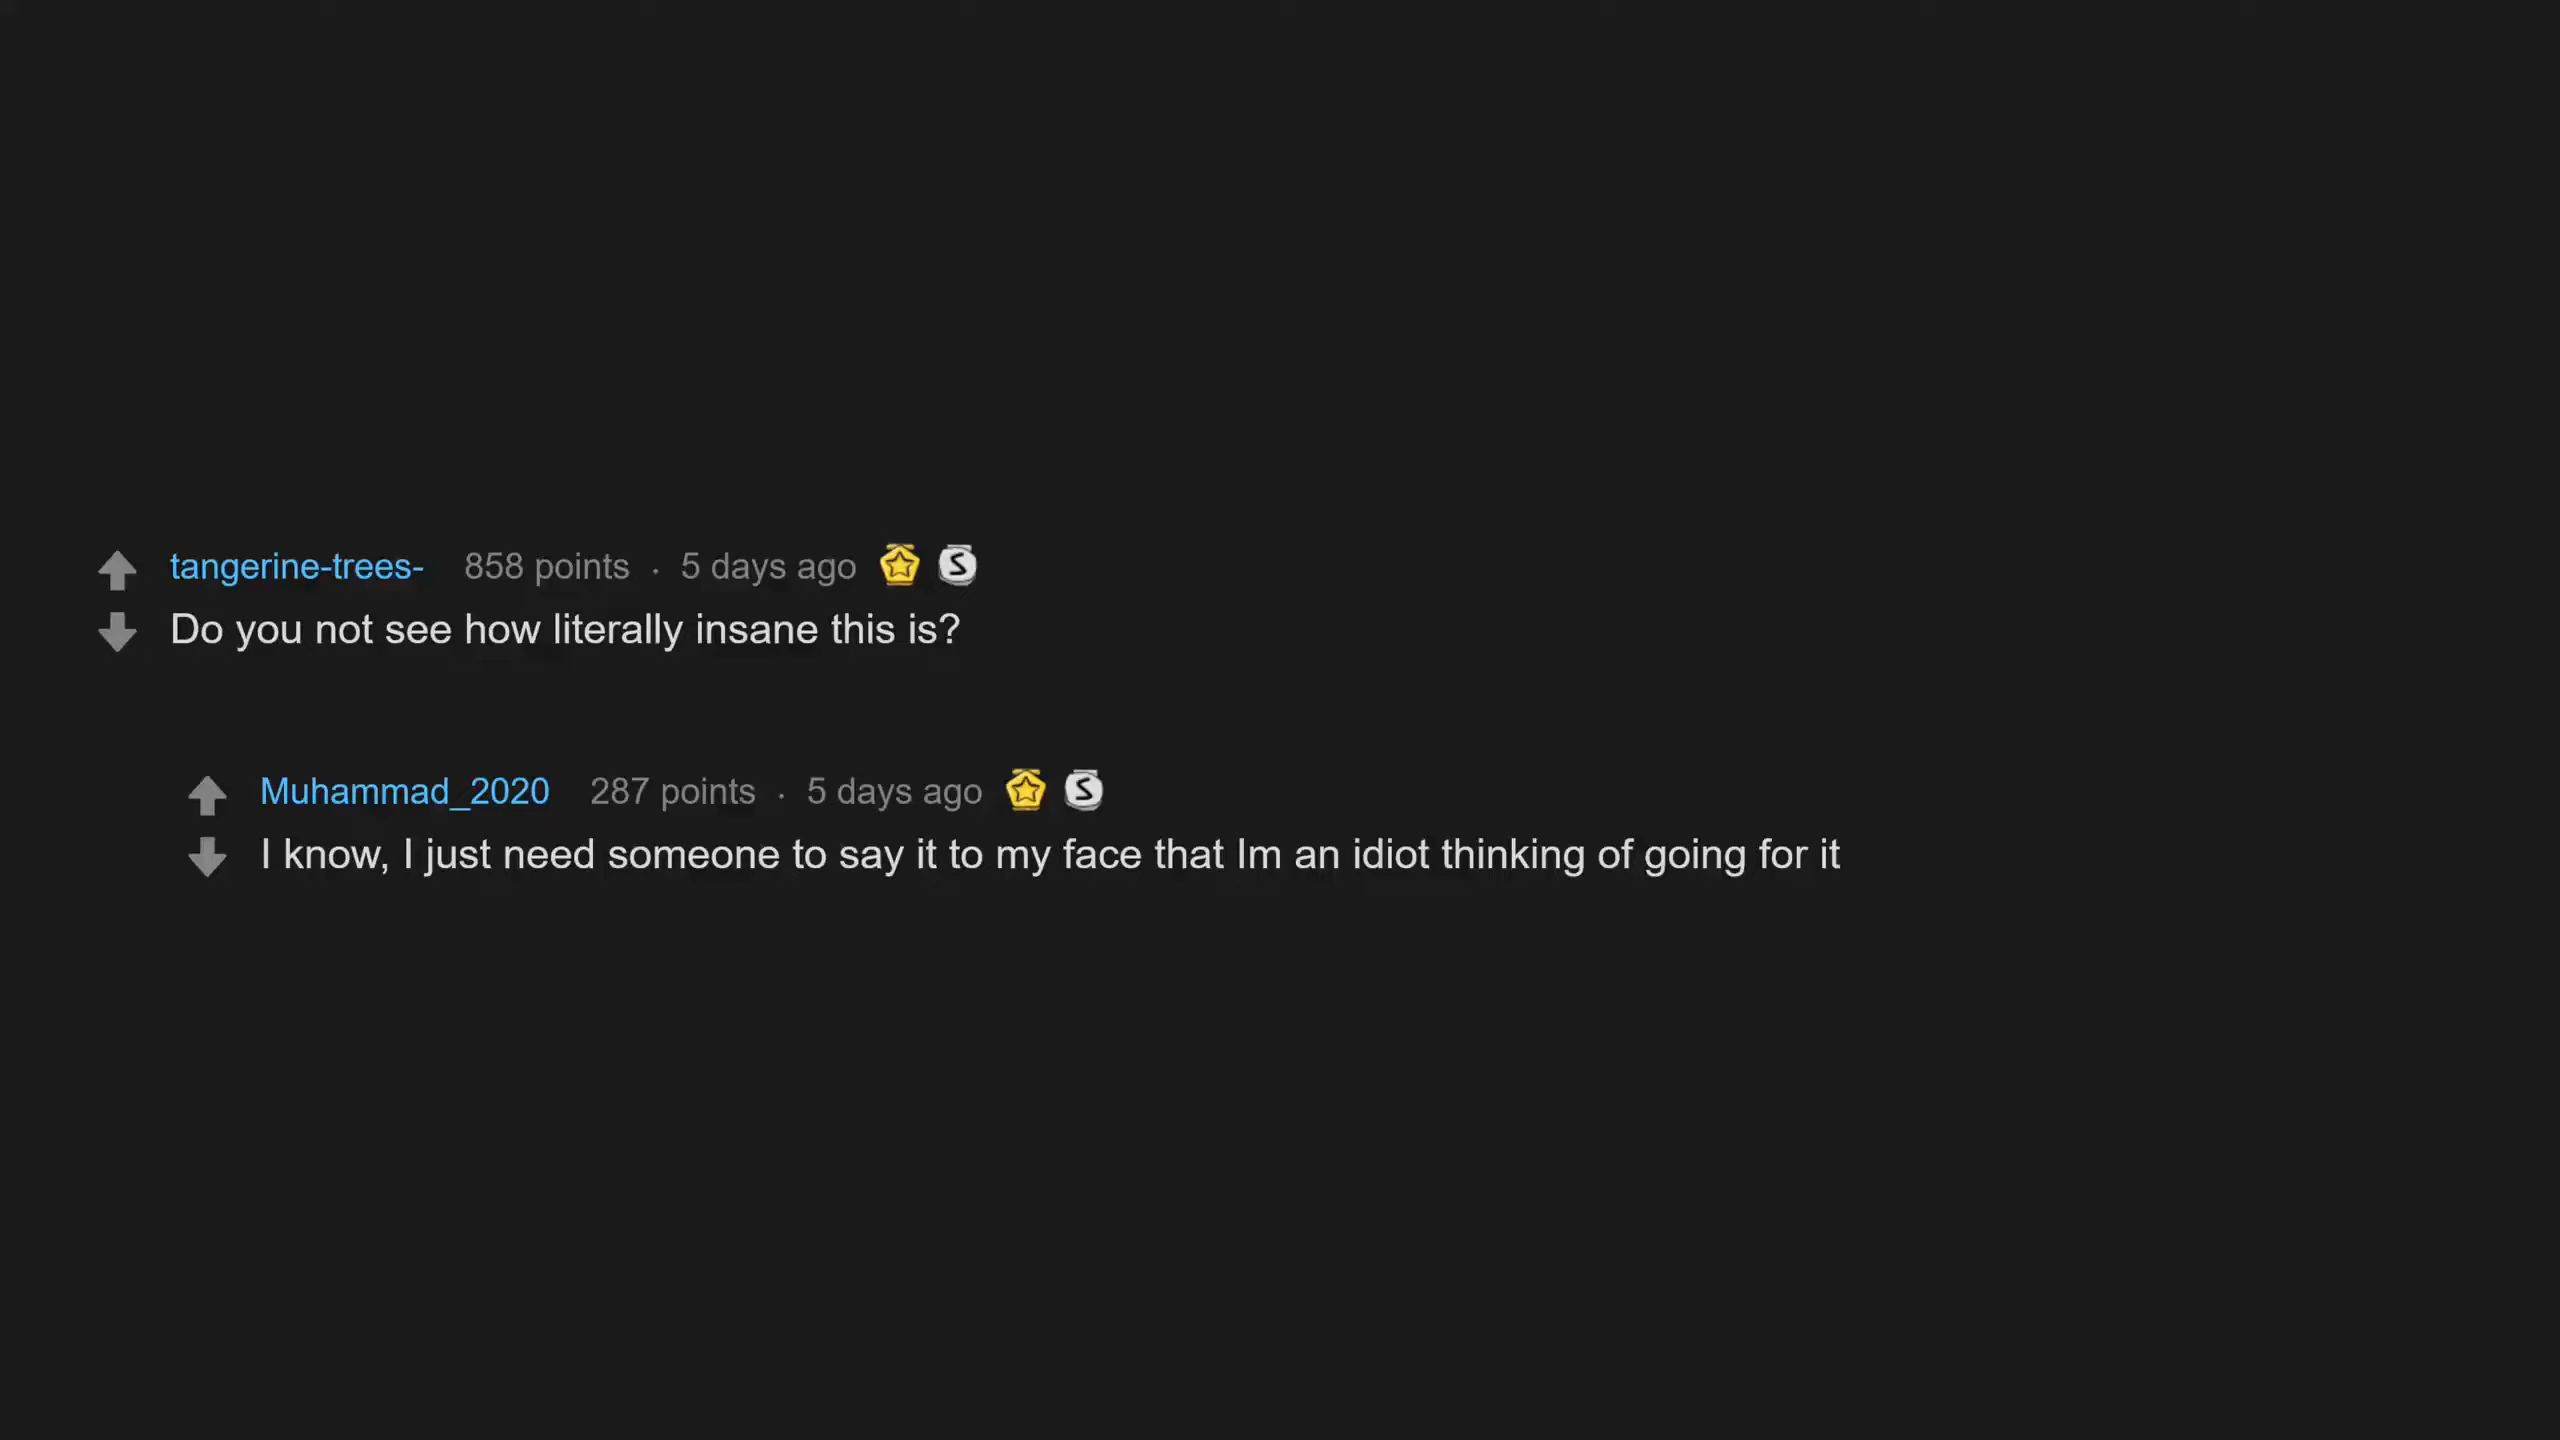 tangerine-trees- 858 points · 5 days ago S
Do you not see how literally insane this is?
Muhammad_2020 287 points · 5 days ago S
I know, I just need someone to say it to my face that Im an idiot thinking of going for it